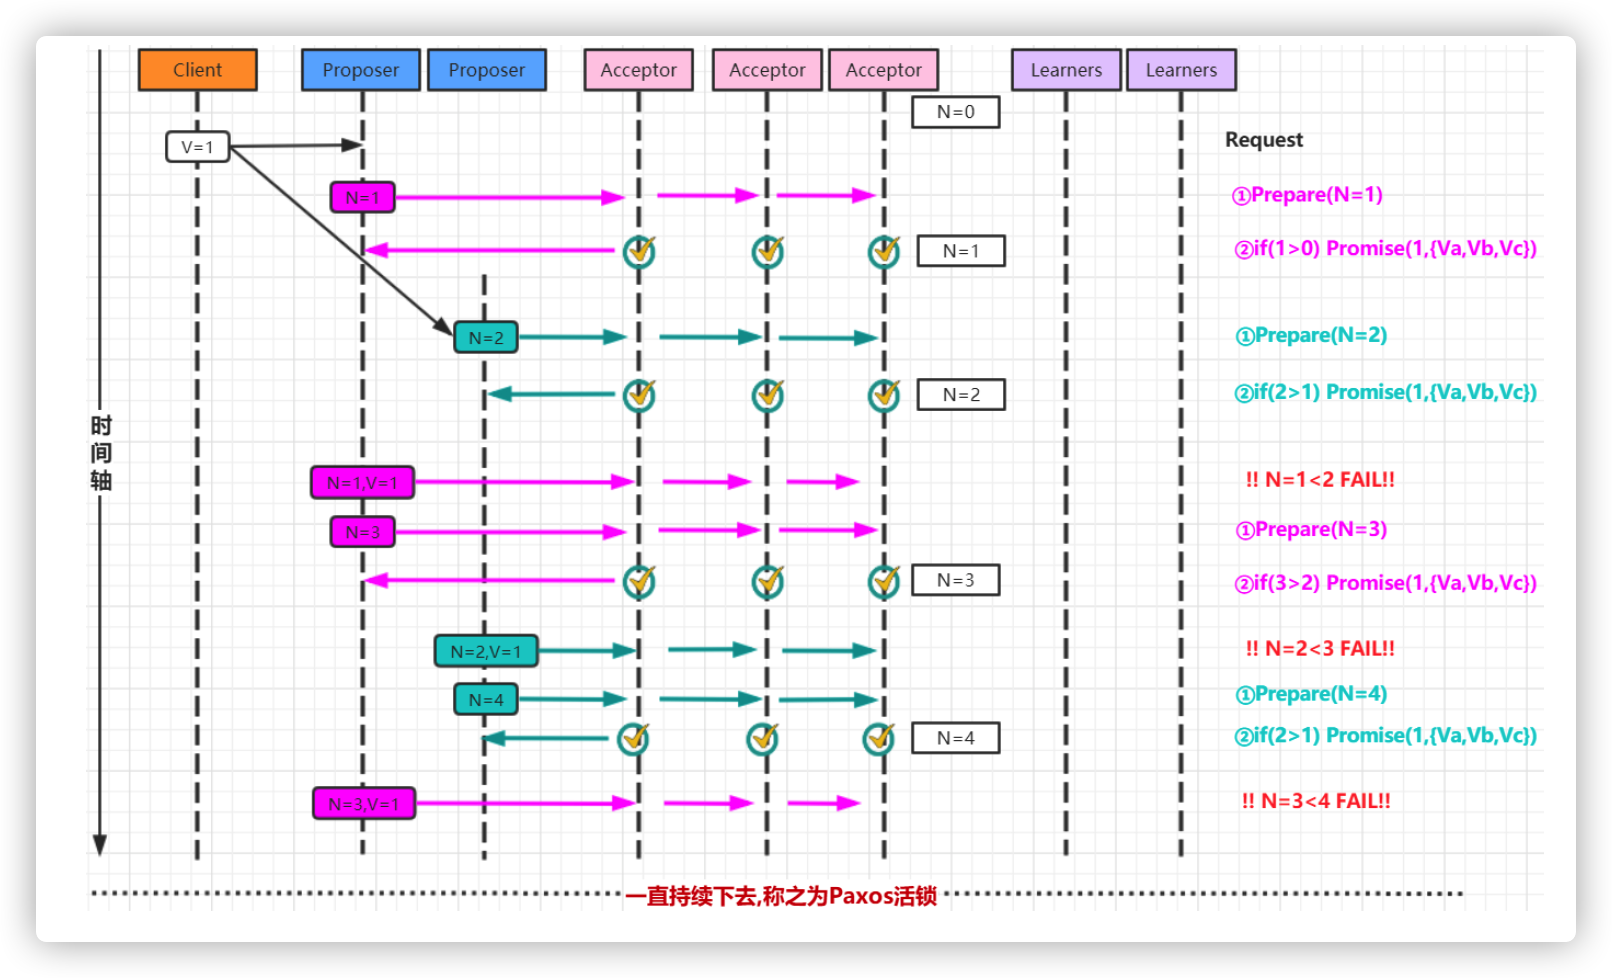 Client
Proposer
Proposer
Acceptor
Acceptor
Acceptor
Learners
Learners
N=0
V=1
Request
N=1
①Prepare(N=1)
N=1
②if(1>0) Promise(1,{Va,Vb,Vc})
N=2
①Prepare(N=2)
N=2
②if(2>1) Promise(1,{Va,Vb,Vc})
时间轴
N=1,V=1
!! N=1<2 FAIL!!
N=3
①Prepare(N=3)
N=3
②if(3>2) Promise(1,{Va,Vb,Vc})
N=2,V=1
!! N=2<3 FAIL!!
N=4
①Prepare(N=4)
N=4
②if(2>1) Promise(1,{Va,Vb,Vc})
N=3,V=1
!! N=3<4 FAIL!!
一直持续下去,称之为Paxos活锁